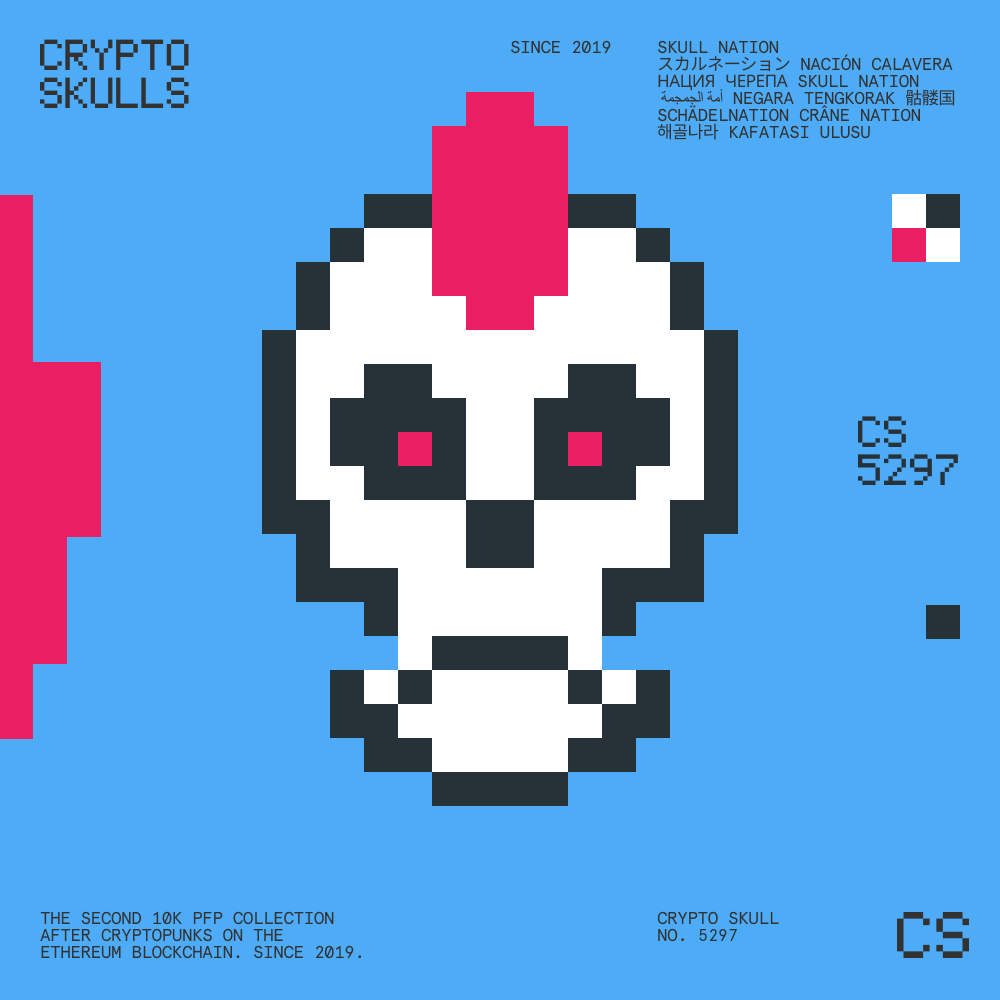 CRYPTO
SKULLS
SINCE 2019
SKULL NATION
スカルネーション NACIÓN CALAVERA
НАЦИЯ ЧЕРЕПА SKULL NATION
أمة الجمجمة NEGARA TENGKORAK 骷髅国
SCHÄDELNATION CRÂNE NATION
해골나라 KAFATASI ULUSU
CS
5297
THE SECOND 10K PFP COLLECTION
AFTER CRYPTOPUNKS ON THE
ETHEREUM BLOCKCHAIN. SINCE 2019.
CRYPTO SKULL
NO. 5297
CS